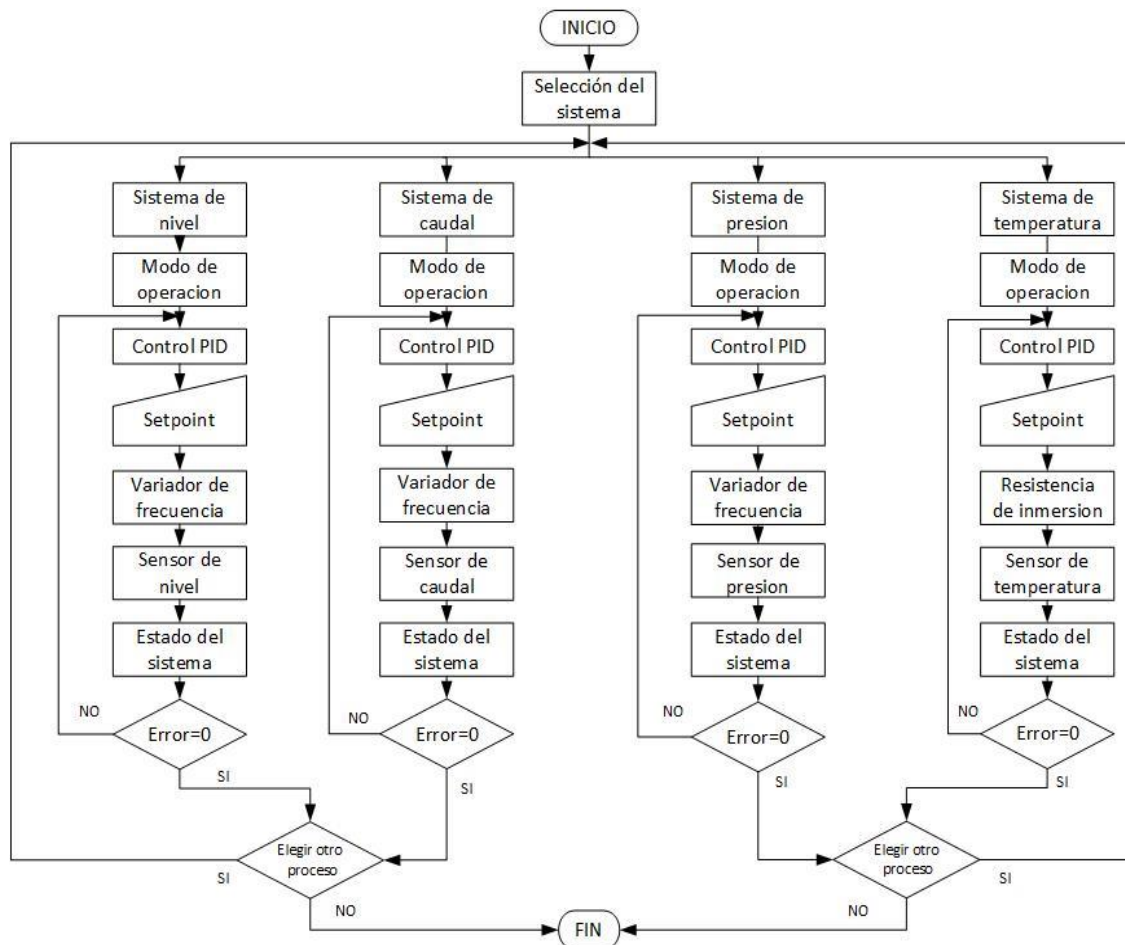 INICIO
Selección del
sistema
Sistema de
nivel
Sistema de
caudal
Sistema de
presion
Sistema de
temperatura
Modo de
operacion
Modo de
operacion
Modo de
operacion
Modo de
operacion
Control PID
Control PID
Control PID
Control PID
Setpoint
Setpoint
Setpoint
Setpoint
Variador de
frecuencia
Variador de
frecuencia
Variador de
frecuencia
Resistencia
de inmersion
Sensor de
nivel
Sensor de
caudal
Sensor de
presion
Sensor de
temperatura
Estado del
sistema
Estado del
sistema
Estado del
sistema
Estado del
sistema
NO
Error=0
SI
NO
Error=0
SI
NO
Error=0
SI
NO
Error=0
SI
Elegir otro
proceso
SI
NO
Elegir otro
proceso
SI
NO
FIN